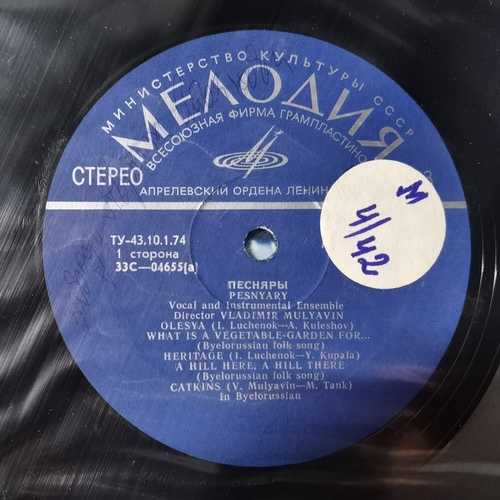 МИНИСТЕРСТВО КУЛЬТУРЫ СССР
МЕЛОДИЯ
ВСЕСОЮЗНАЯ ФИРМА ГРАМПЛАСТИНО
СТЕРЕО
АПРЕЛЕВСКИЙ ОРДЕНА ЛЕНИН
M
4/42
ТУ-43.10.1.74
1 сторона
33С—04655(а)
ПЕСНЯРЫ
PESNYARY
Vocal and Instrumental Ensemble
Director VLADIMIR MULYAVIN
OLESYA (I. Luchenok—A. Kuleshov)
WHAT IS A VEGETABLE-GARDEN FOR...
(Byelorussian folk song)
HERITAGE (I. Luchenok—Y. Kupala)
A HILL HERE, A HILL THERE
(Byelorussian folk song)
CATKINS (V. Mulyavin—M. Tank)
In Byelorussian